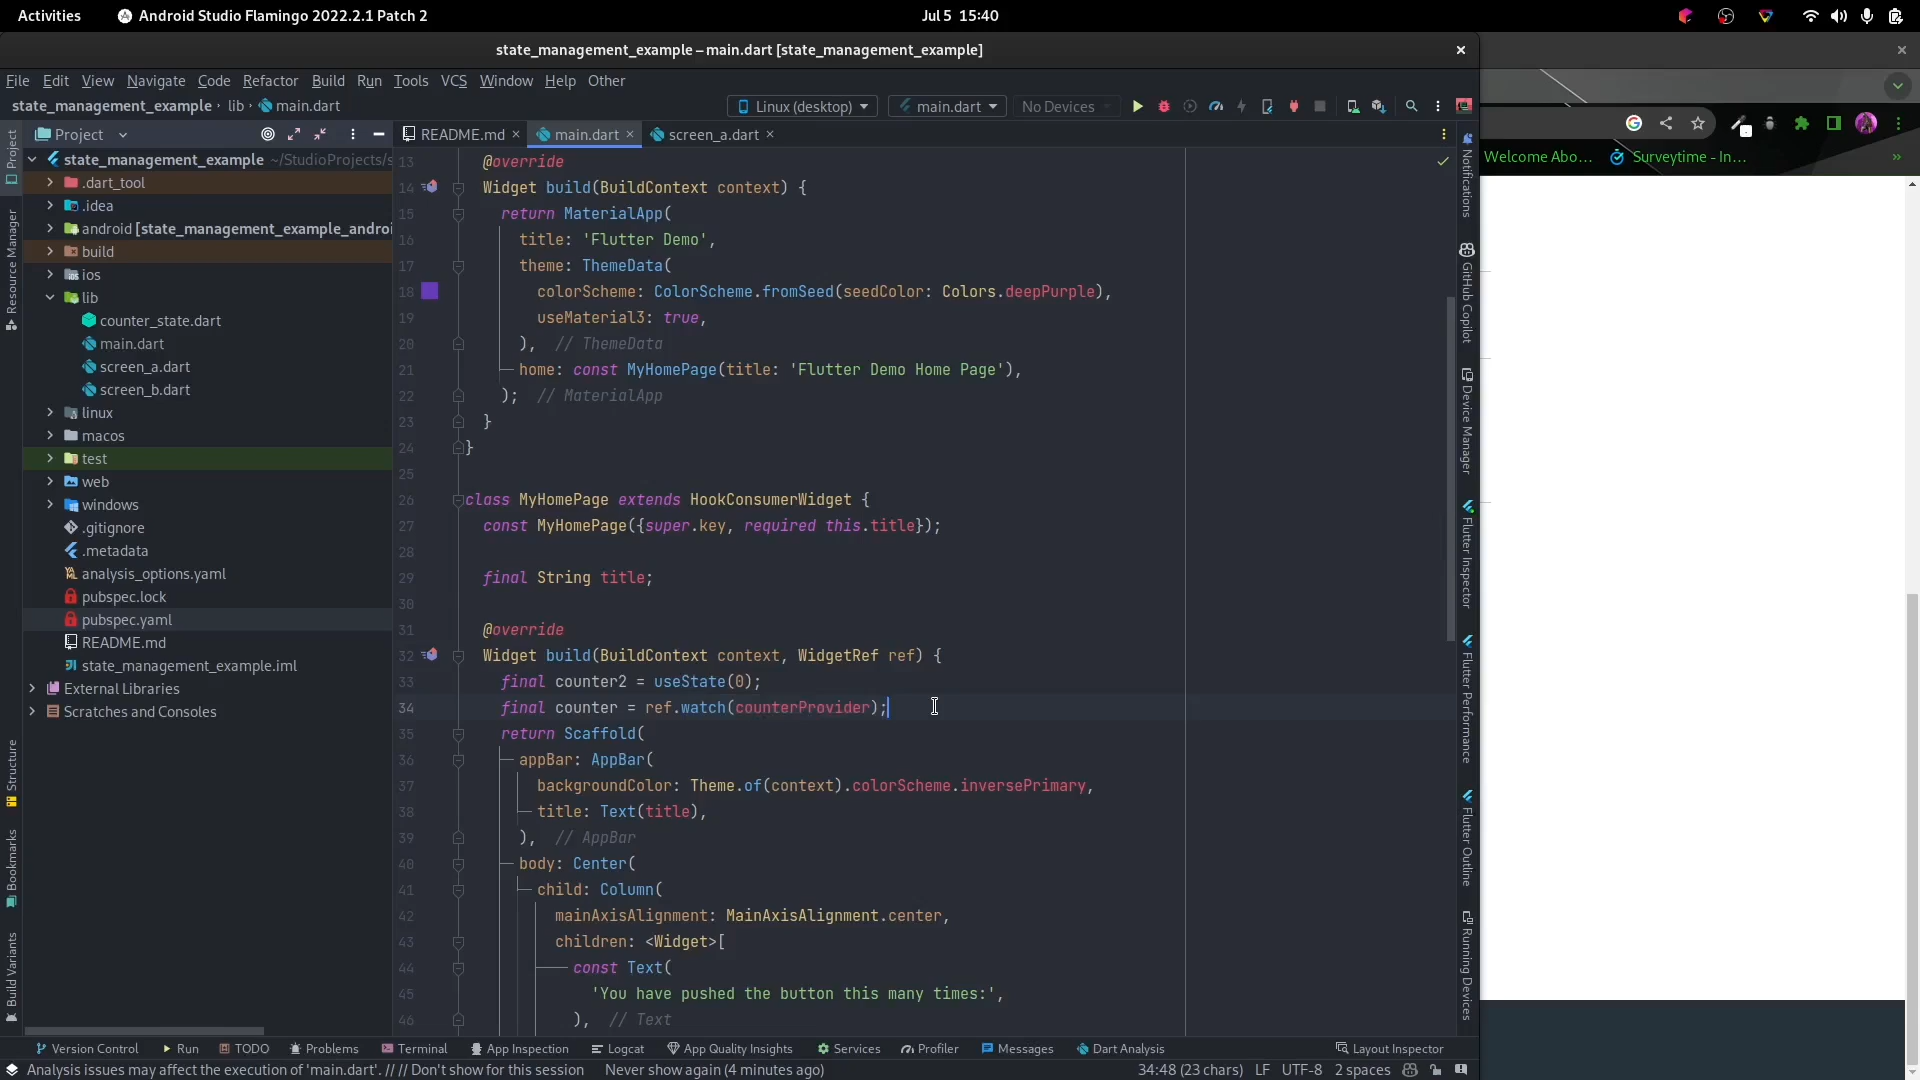 Activities
Android Studio Flamingo 2022.2.1 Patch 2
Jul 5 15:40
state_management_example – main.dart [state_management_example]
File Edit View Navigate Code Refactor Build Run Tools VCS Window Help Other
state_management_example lib main.dart
Linux (desktop) main.dart No Devices
Project
README.md main.dart screen_a.dart
Welcome Abo... Surveytime - In...
state_management_example ~/StudioProjects/s
.dart_tool
.idea
android [state_management_example_androi
build
ios
lib
counter_state.dart
main.dart
screen_a.dart
screen_b.dart
linux
macos
test
web
windows
.gitignore
.metadata
analysis_options.yaml
pubspec.lock
pubspec.yaml
README.md
state_management_example.iml
External Libraries
Scratches and Consoles
13 @override
14 Widget build(BuildContext context) {
15 return MaterialApp(
16 title: 'Flutter Demo',
17 theme: ThemeData(
18 colorScheme: ColorScheme.fromSeed(seedColor: Colors.deepPurple),
19 useMaterial3: true,
20 ), // ThemeData
21 home: const MyHomePage(title: 'Flutter Demo Home Page'),
22 ); // MaterialApp
23 }
24 }
25
26 class MyHomePage extends HookConsumerWidget {
27 const MyHomePage({super.key, required this.title});
28
29 final String title;
30
31 @override
32 Widget build(BuildContext context, WidgetRef ref) {
33 final counter2 = useState(0);
34 final counter = ref.watch(counterProvider);
35 return Scaffold(
36 appBar: AppBar(
37 backgroundColor: Theme.of(context).colorScheme.inversePrimary,
38 title: Text(title),
39 ), // AppBar
40 body: Center(
41 child: Column(
42 mainAxisAlignment: MainAxisAlignment.center,
43 children: <Widget>[
44 const Text(
45 'You have pushed the button this many times:',
46 ), // Text
Project
Resource Manager
Structure
Bookmarks
Build Variants
Notifications
GitHub Copilot
Device Manager
Flutter Inspector
Flutter Performance
Flutter Outline
Running Devices
Version Control Run TODO Problems Terminal App Inspection Logcat App Quality Insights Services Profiler Messages Dart Analysis Layout Inspector
Analysis issues may affect the execution of 'main.dart'. // // Don't show for this session Never show again (4 minutes ago) 34:48 (23 chars) LF UTF-8 2 spaces